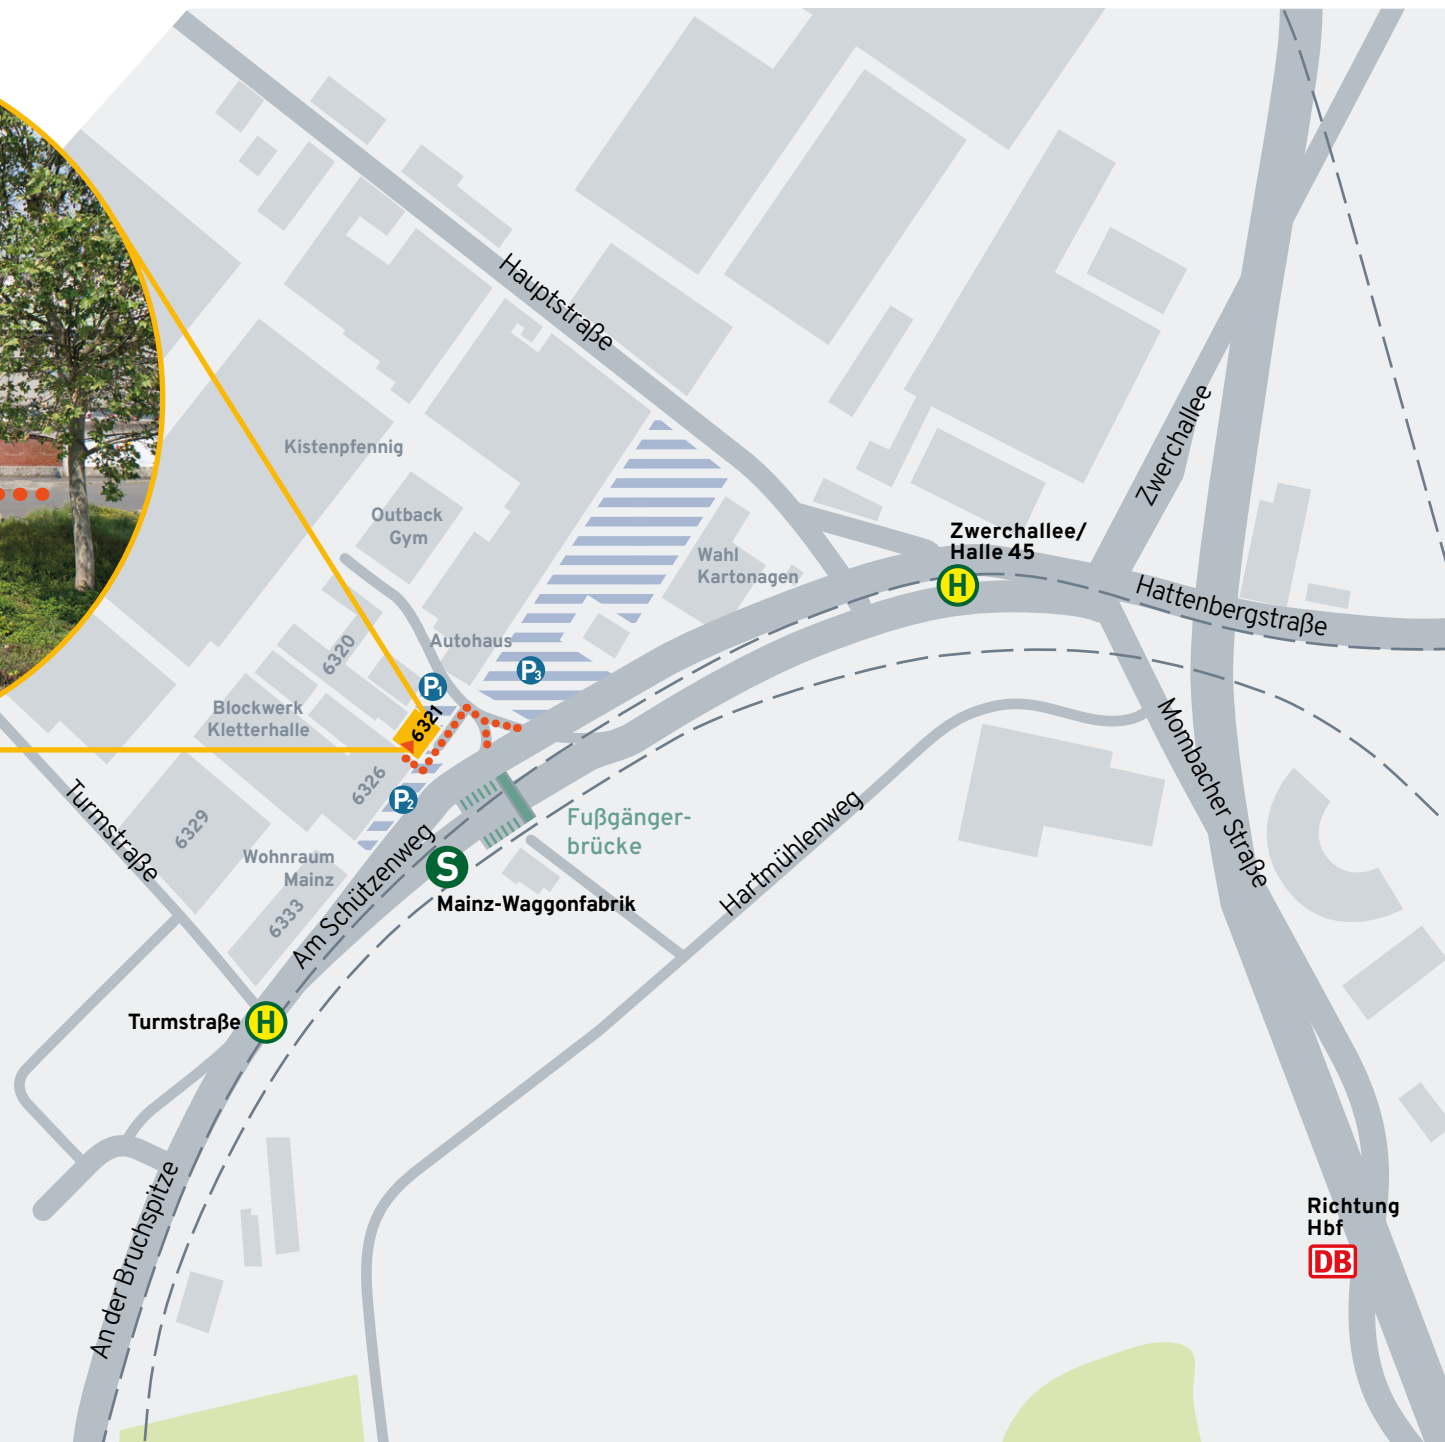 Hauptstraße
Zwerchallee
Kistenpfennig
Outback
Gym
Zwerchallee/
Halle 45
H
Wahl
Kartonagen
Hattenbergstraße
6320
Autohaus
P3
P1
Blockwerk
Kletterhalle
6321
Mombacher Straße
6326
P2
Turmstraße
6329
Fußgänger-
brücke
Hartmühlenweg
Wohnraum
Mainz
Am Schützenweg
S
Mainz-Waggonfabrik
6333
Turmstraße
H
An der Bruchspitze
Richtung
Hbf
DB